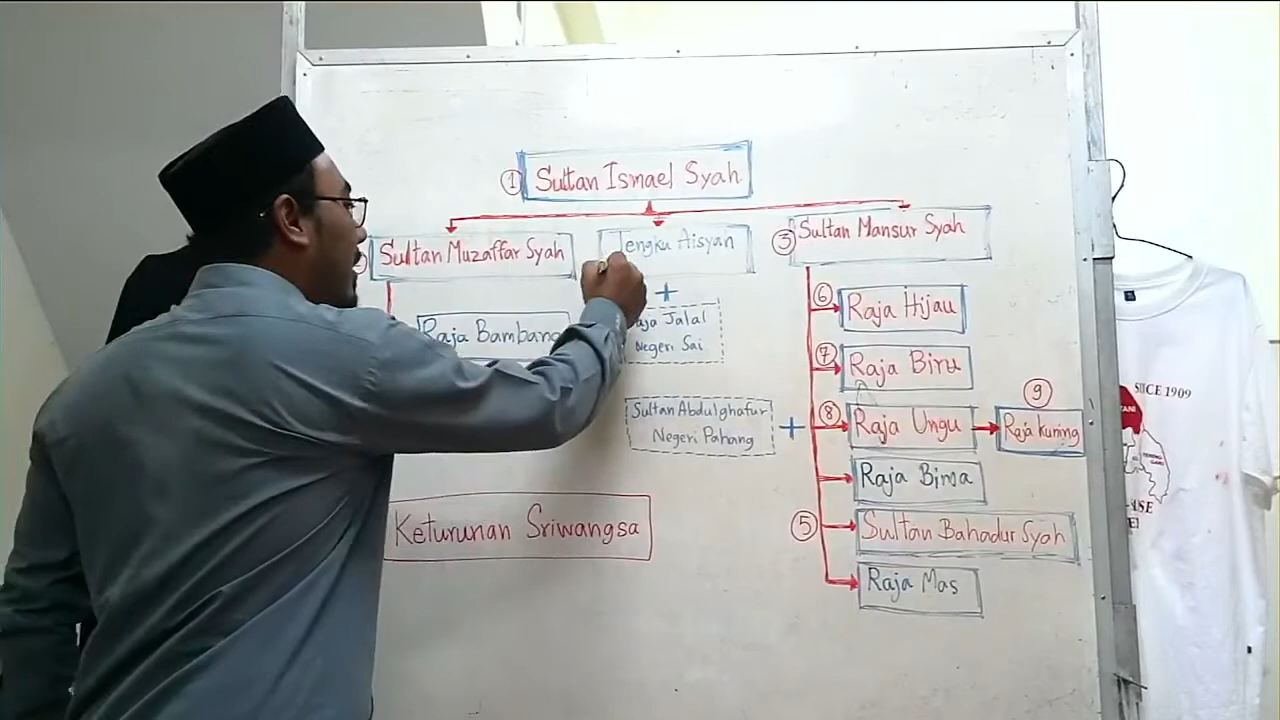 ① Sultan Ismael Syah
Sultan Muzaffar Syah
Tengku Aisyah
③ Sultan Mansur Syah
Raja Bambang
Jalal
Negeri Sai
⑥ Raja Hijau
⑦ Raja Biru
Sultan Abdulghafur
Negeri Pahang
+
⑧ Raja Ungu
⑨
Raja Kuning
Raja Bima
Keturunan Sriwangsa
⑤ Sultan Bahadur Syah
Raja Mas
SINCE 1909